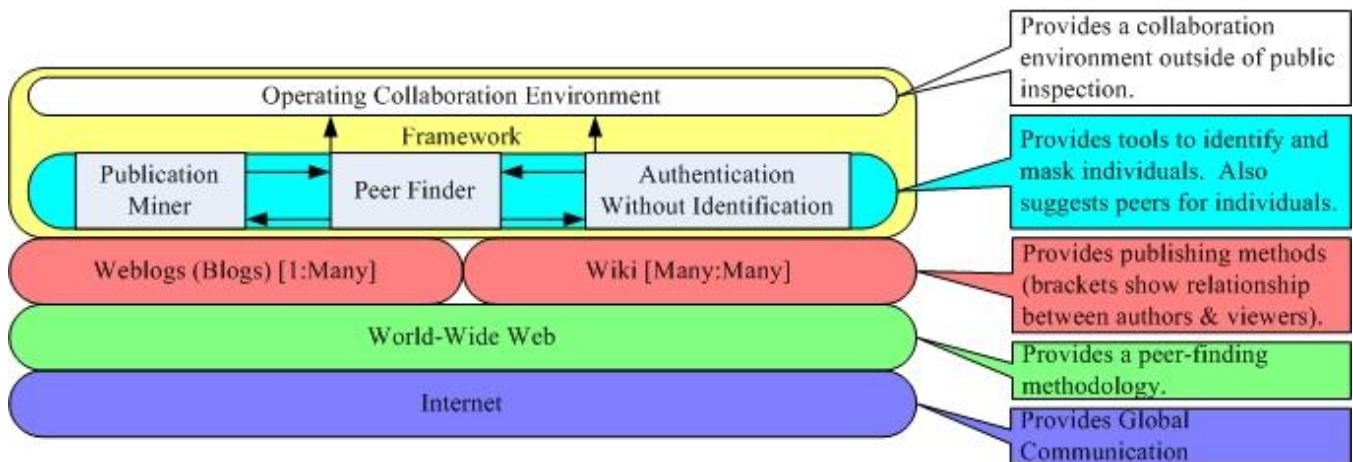 Operating Collaboration Environment
Framework
Publication
Miner
Peer Finder
Authentication
Without Identification
Weblogs (Blogs) [1:Many]
Wiki [Many:Many]
World-Wide Web
Internet
Provides a collaboration
environment outside of public
inspection.
Provides tools to identify and
mask individuals.  Also
suggests peers for individuals.
Provides publishing methods
(brackets show relationship
between authors & viewers).
Provides a peer-finding
methodology.
Provides Global
Communication